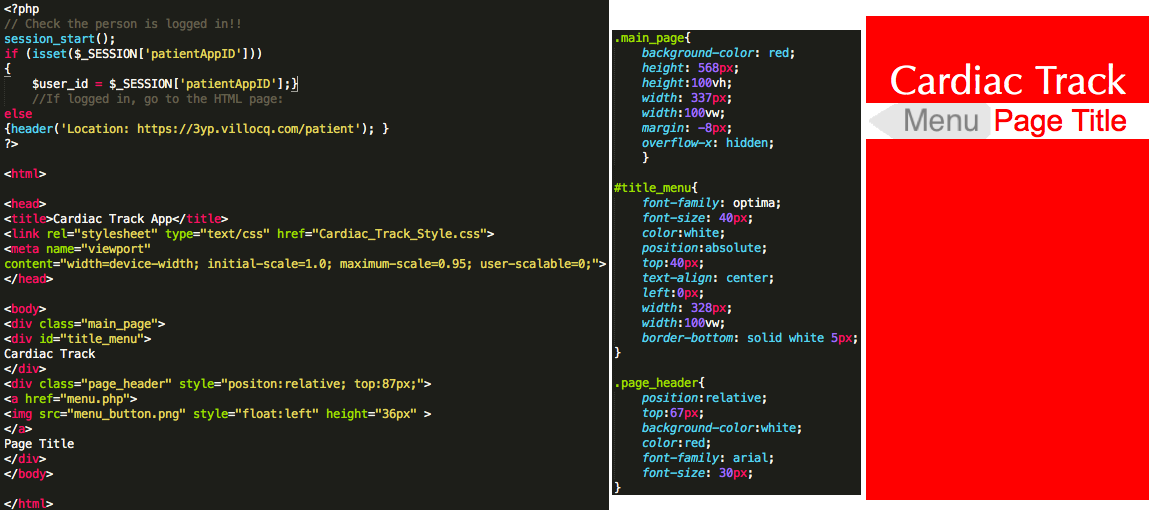 <?php
// Check the person is logged in!!
session_start();
if (isset($_SESSION['patientAppID']))
{
    $user_id = $_SESSION['patientAppID'];}
    //If logged in, go to the HTML page:
else
{header('Location: https://3yp.villocq.com/patient'); }
?>

<html>

<head>
<title>Cardiac Track App</title>
<link rel="stylesheet" type="text/css" href="Cardiac_Track_Style.css">
<meta name="viewport"
content="width=device-width; initial-scale=1.0; maximum-scale=0.95; user-scalable=0;">
</head>

<body>
<div class="main_page">
<div id="title_menu">
Cardiac Track
</div>
<div class="page_header" style="positon:relative; top:87px;">
<a href="menu.php">
<img src="menu_button.png" style="float:left" height="36px" >
</a>
Page Title
</div>
</body>

</html>

.main_page{
    background-color: red;
    height: 568px;
    height:100vh;
    width: 337px;
    width:100vw;
    margin: -8px;
    overflow-x: hidden;
    }

#title_menu{
    font-family: optima;
    font-size: 40px;
    color:white;
    position:absolute;
    top:40px;
    text-align: center;
    left:0px;
    width: 328px;
    width:100vw;
    border-bottom: solid white 5px;
}

.page_header{
    position:relative;
    top:67px;
    background-color:white;
    color:red;
    font-family: arial;
    font-size: 30px;
}

Cardiac Track
Menu Page Title